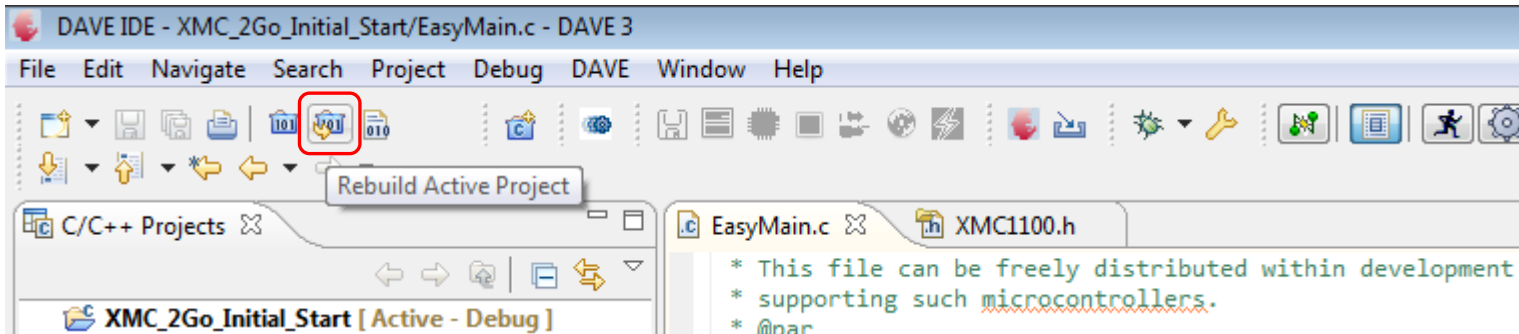 DAVE IDE - XMC_2Go_Initial_Start/EasyMain.c - DAVE 3
File Edit Navigate Search Project Debug DAVE Window Help
Rebuild Active Project
C/C++ Projects
EasyMain.c XMC1100.h
* This file can be freely distributed within development
* supporting such microcontrollers.
XMC_2Go_Initial_Start [ Active - Debug ]
* @par